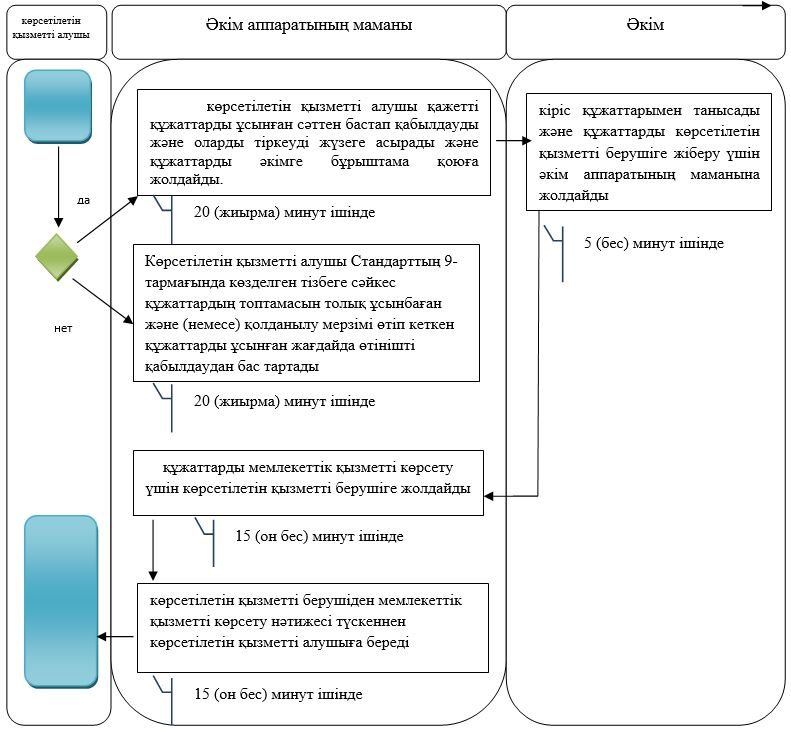 көрсетілетін
қызметті алушы
Әкім аппаратының маманы
Әкім
көрсетілетін қызметті алушы қажетті
құжаттарды ұсынған сәттен бастап қабылдауды
және оларды тіркеуді жүзеге асырады және
құжаттарды әкімге бұрыштама қоюға
жолдайды.
кіріс құжаттарымен танысады
және құжаттарды көрсетілетін
қызметті берушіге жіберу үшін
әкім аппаратының маманына
жолдайды
да
20 (жиырма) минут ішінде
5 (бес) минут ішінде
Көрсетілетін қызметті алушы Стандарттың 9-
тармағында көзделген тізбеге сәйкес
құжаттардың топтамасын толық ұсынбаған
және (немесе) қолданылу мерзімі өтіп кеткен
құжаттарды ұсынған жағдайда өтінішті
қабылдаудан бас тартады
нет
20 (жиырма) минут ішінде
құжаттарды мемлекеттік қызметті көрсету
үшін көрсетілетін қызметті берушіге жолдайды
15 (он бес) минут ішінде
көрсетілетін қызметті берушіден мемлекеттік
қызметті көрсету нәтижесі түскеннен
көрсетілетін қызметті алушыға береді
15 (он бес) минут ішінде